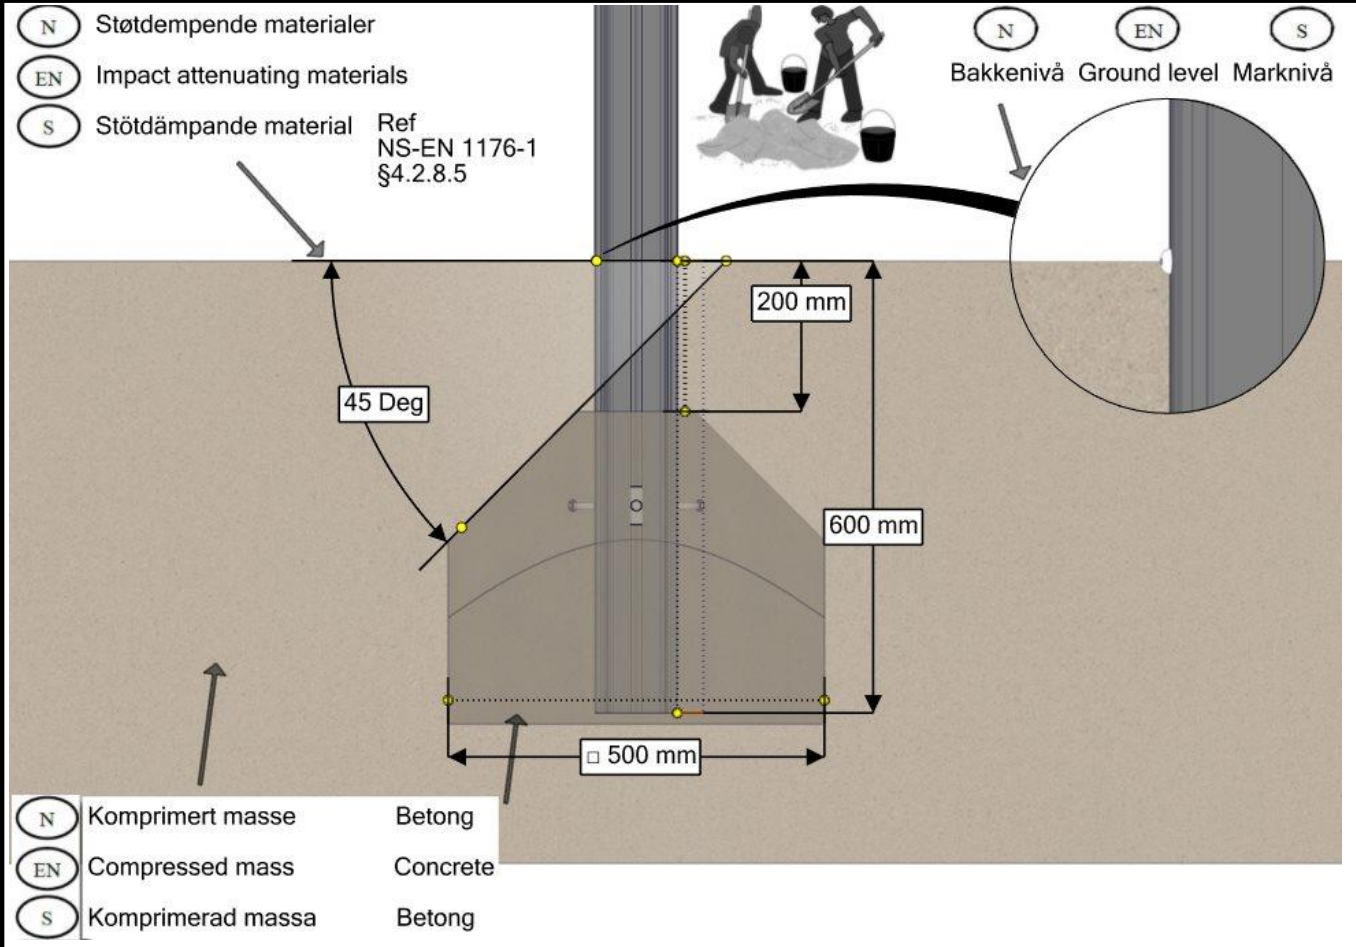 N Støtdempende materialer
EN Impact attenuating materials
S Stötdämpande material
Ref
NS-EN 1176-1
§4.2.8.5
N EN S
Bakkenivå Ground level Marknivå
200 mm
45 Deg
600 mm
□ 500 mm
N Komprimert masse Betong
EN Compressed mass Concrete
S Komprimerad massa Betong